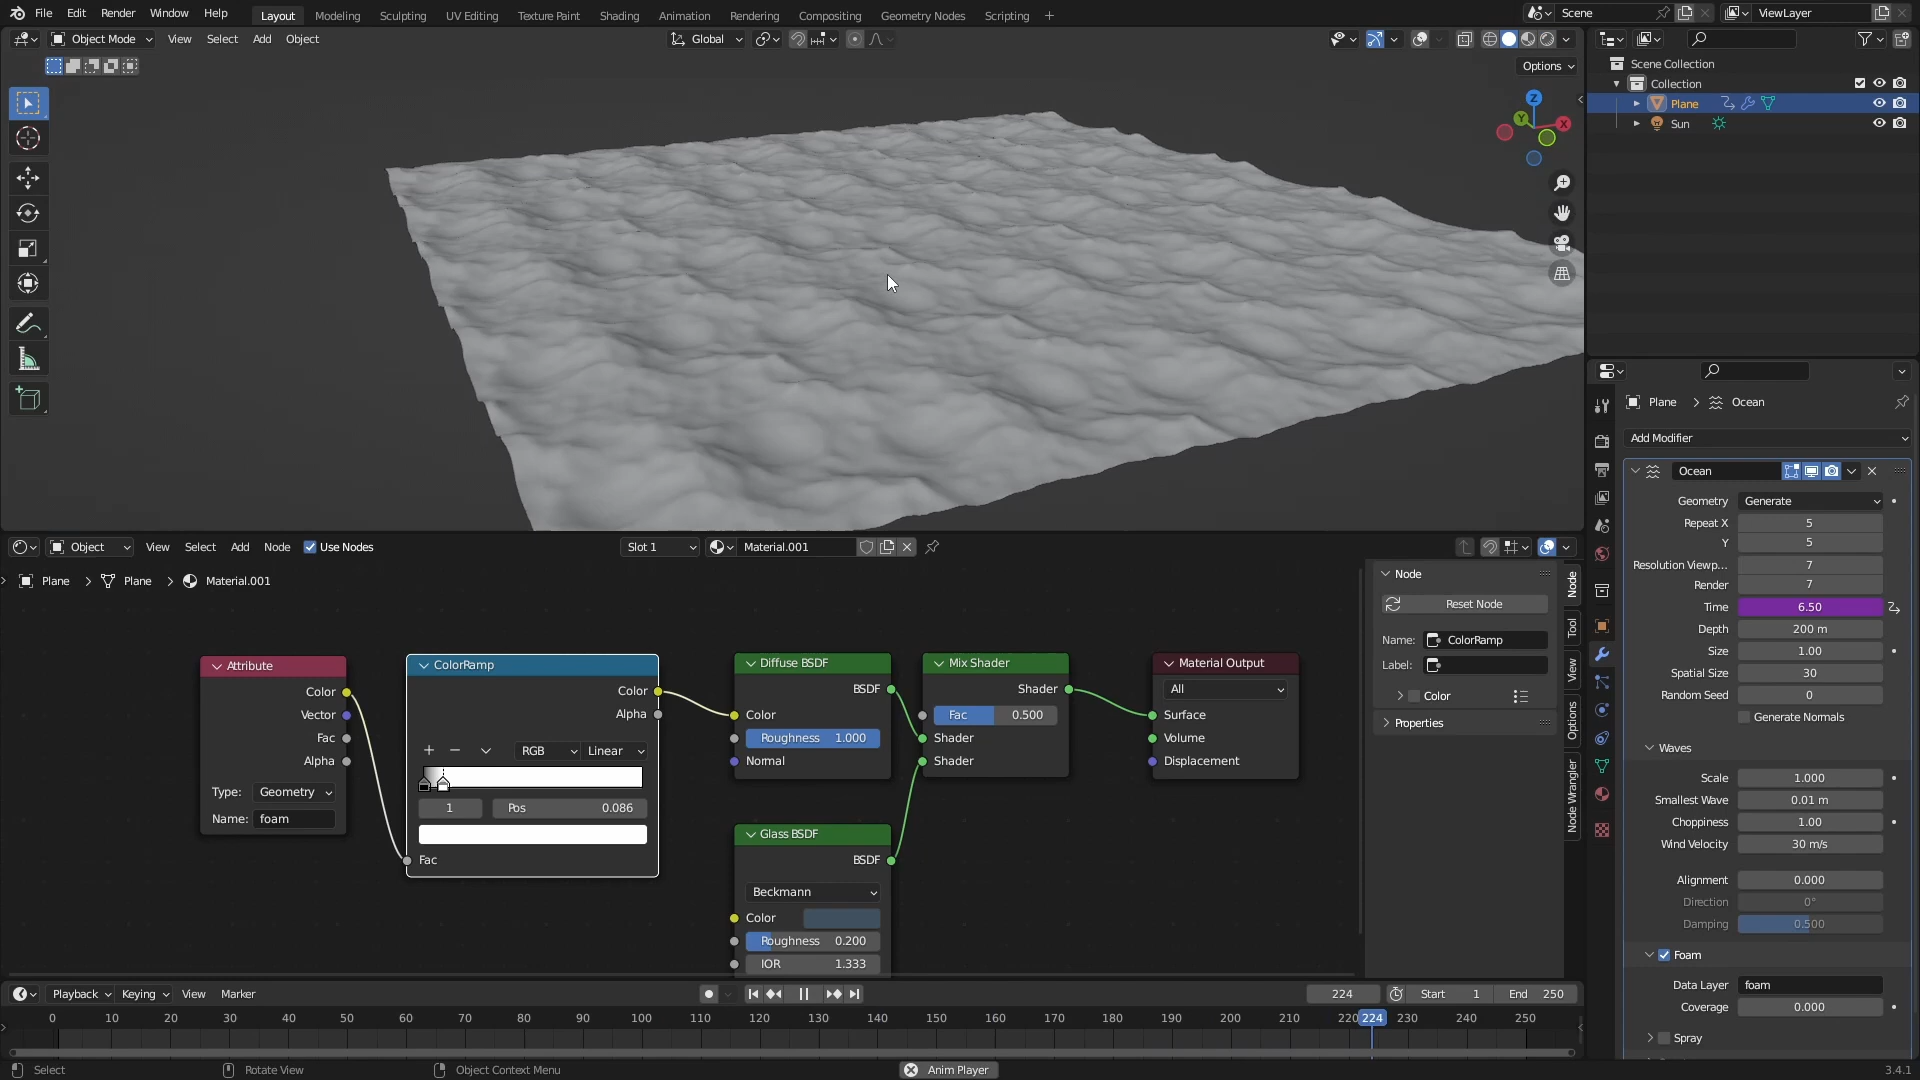 File Edit Render Window Help Layout Modeling Sculpting UV Editing Texture Paint Shading Animation Rendering Compositing Geometry Nodes Scripting + Scene ViewLayer
Object Mode View Select Add Object Global
Options
Scene Collection
Collection
Plane
Sun
Z
Y
X
Plane > Ocean
Add Modifier
Ocean
Geometry Generate
Repeat X 5
Y 5
Resolution Viewp... 7
Render 7
Time 6.50
Depth 200 m
Size 1.00
Spatial Size 30
Random Seed 0
Generate Normals
Waves
Scale 1.000
Smallest Wave 0.01 m
Choppiness 1.00
Wind Velocity 30 m/s
Alignment 0.000
Direction 0°
Damping 0.500
Foam
Data Layer foam
Coverage 0.000
Spray
Object View Select Add Node Use Nodes Slot 1 Material.001
Plane > Plane > Material.001
Attribute
Color
Vector
Fac
Alpha
Type: Geometry
Name: foam
ColorRamp
Color
Alpha
+ − RGB Linear
1 Pos 0.086
Fac
Diffuse BSDF
BSDF
Color
Roughness 1.000
Normal
Glass BSDF
BSDF
Beckmann
Color
Roughness 0.200
IOR 1.333
Mix Shader
Shader
Fac 0.500
Shader
Shader
Material Output
All
Surface
Volume
Displacement
Node
Reset Node
Name: ColorRamp
Label:
Color
Properties
Node
Tool
View
Options
Node Wrangler
Playback Keying View Marker 224 Start 1 End 250
0 10 20 30 40 50 60 70 80 90 100 110 120 130 140 150 160 170 180 190 200 210 220 224 230 240 250
Select Rotate View Object Context Menu Anim Player 3.4.1